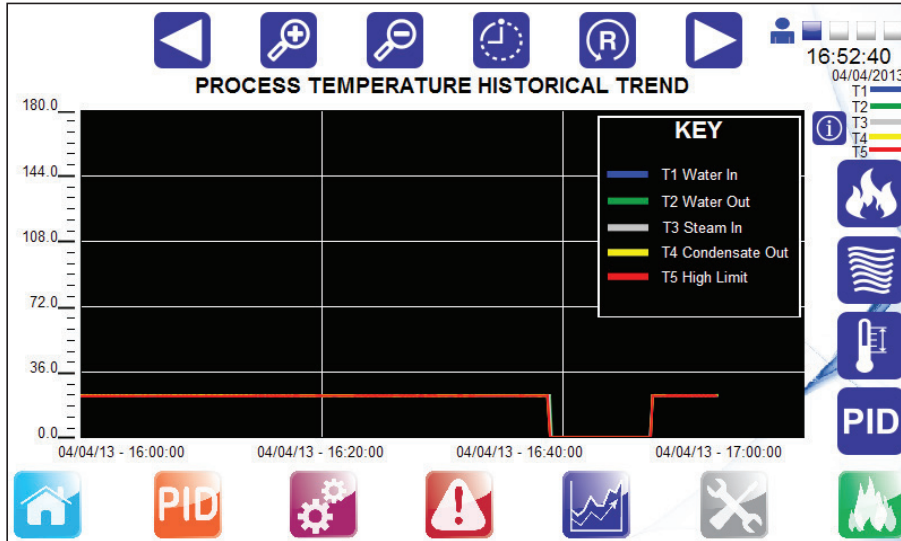 R
16:52:40
04/04/2013
PROCESS TEMPERATURE HISTORICAL TREND
T1
T2
T3
T4
T5
i
180.0
144.0
108.0
72.0
36.0
0.0
KEY
T1 Water In
T2 Water Out
T3 Steam In
T4 Condensate Out
T5 High Limit
PID
04/04/13 - 16:00:00
04/04/13 - 16:20:00
04/04/13 - 16:40:00
04/04/13 - 17:00:00
PID